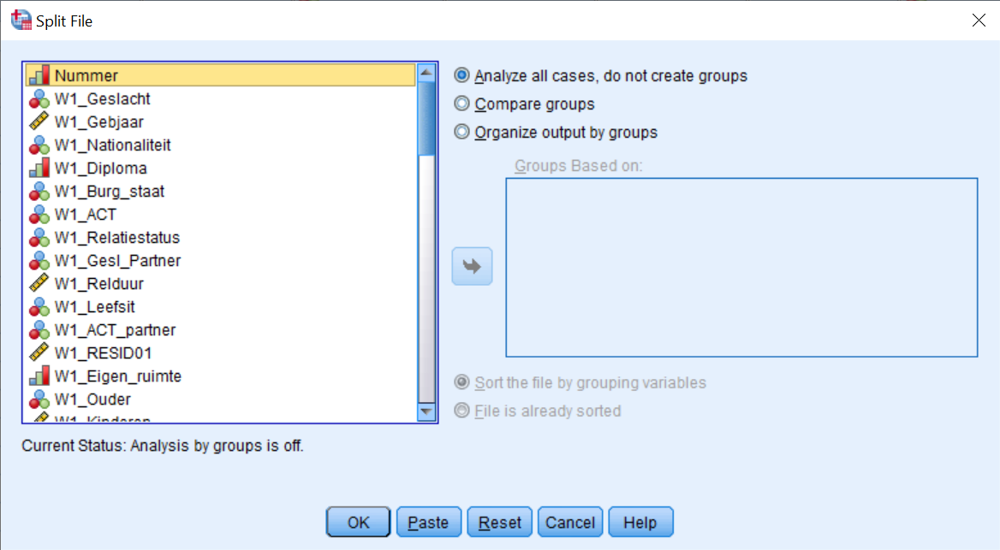 Split File
Nummer
W1_Geslacht
W1_Gebjaar
W1_Nationaliteit
W1_Diploma
W1_Burg_staat
W1_ACT
W1_Relatiestatus
W1_Gesl_Partner
W1_Relduur
W1_Leefsit
W1_ACT_partner
W1_RESID01
W1_Eigen_ruimte
W1_Ouder
W1_Kinderen
Analyze all cases, do not create groups
Compare groups
Organize output by groups
Groups Based on:
Sort the file by grouping variables
File is already sorted
Current Status: Analysis by groups is off.
OK Paste Reset Cancel Help